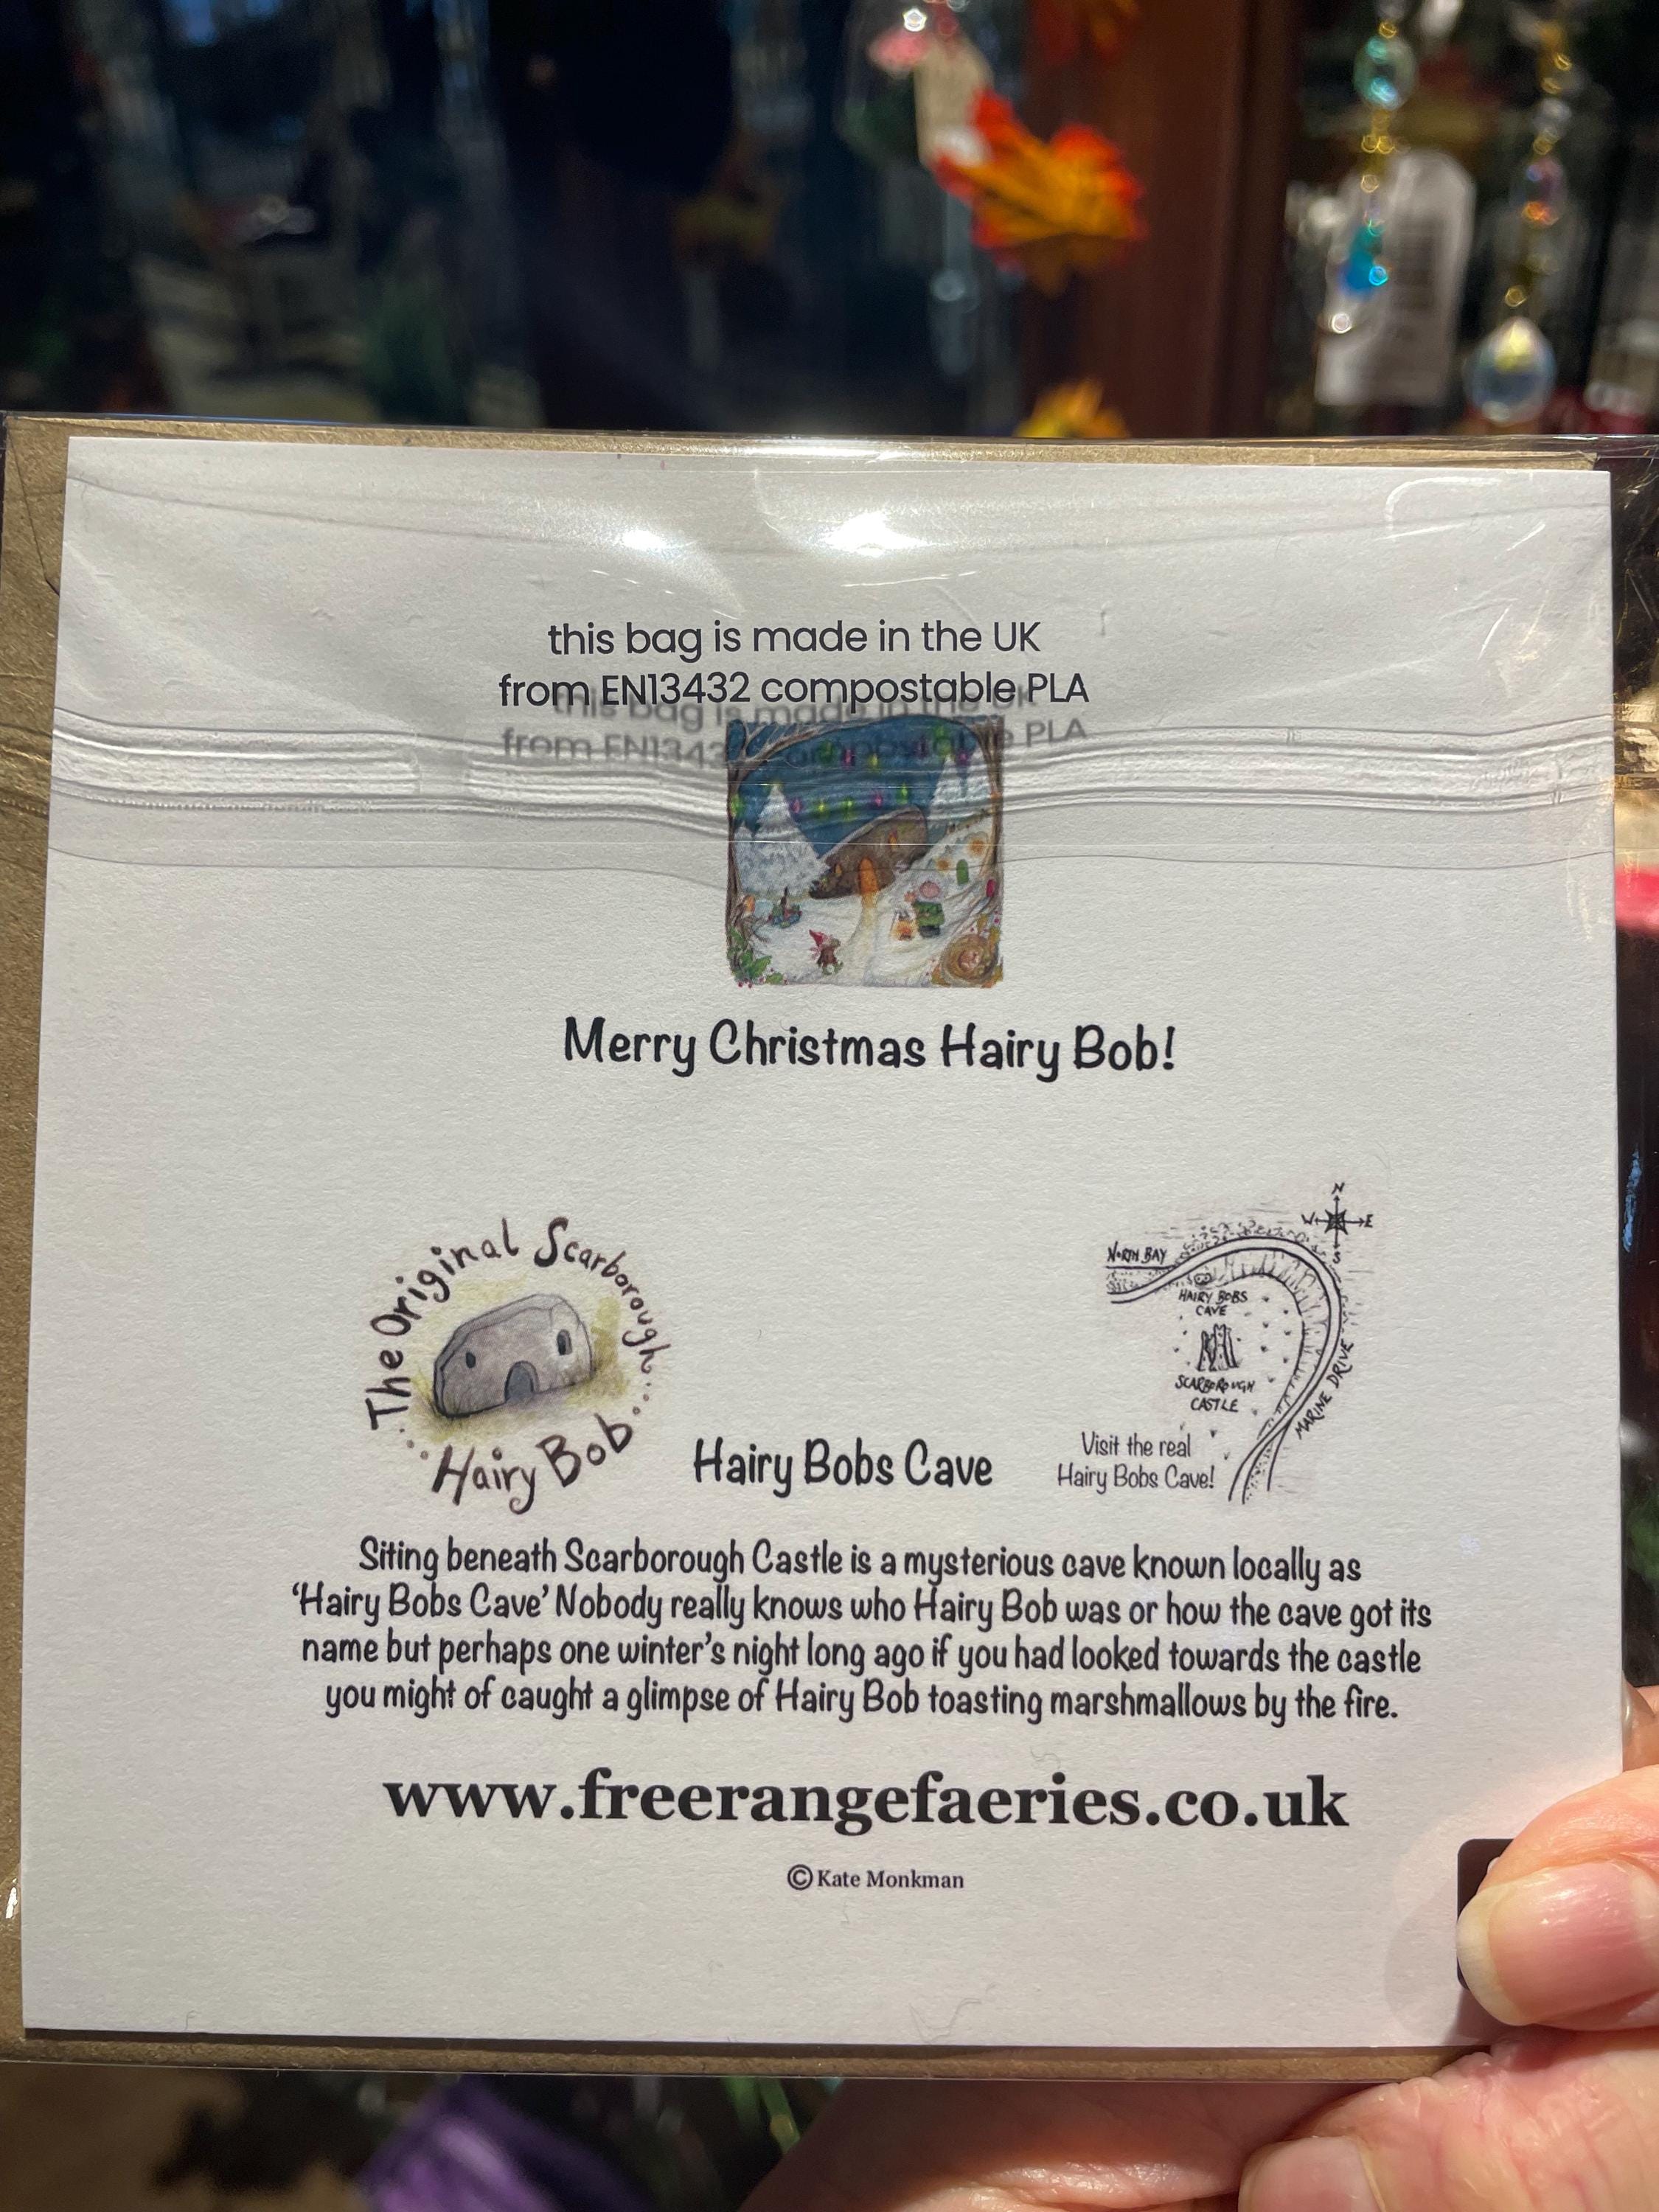 this bag is made in the UK
from EN13432 compostable PLA
Merry Christmas Hairy Bob!
The Original Scarborough...
...Hairy Bob...
Hairy Bobs Cave
N
W E
S
NORTH BAY
HAIRY BOBS
CAVE
SCARBOROUGH
CASTLE
MARINE DRIVE
Visit the real
Hairy Bobs Cave!
Siting beneath Scarborough Castle is a mysterious cave known locally as
‘Hairy Bobs Cave’ Nobody really knows who Hairy Bob was or how the cave got its
name but perhaps one winter’s night long ago if you had looked towards the castle
you might of caught a glimpse of Hairy Bob toasting marshmallows by the fire.
www.freerangefaeries.co.uk
© Kate Monkman